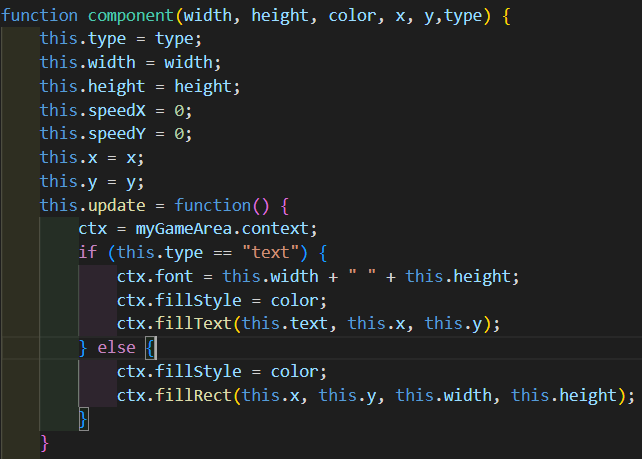 function component(width, height, color, x, y,type) {
    this.type = type;
    this.width = width;
    this.height = height;
    this.speedX = 0;
    this.speedY = 0;
    this.x = x;
    this.y = y;
    this.update = function() {
        ctx = myGameArea.context;
        if (this.type == "text") {
            ctx.font = this.width + " " + this.height;
            ctx.fillStyle = color;
            ctx.fillText(this.text, this.x, this.y);
        } else {
            ctx.fillStyle = color;
            ctx.fillRect(this.x, this.y, this.width, this.height);
        }
    }